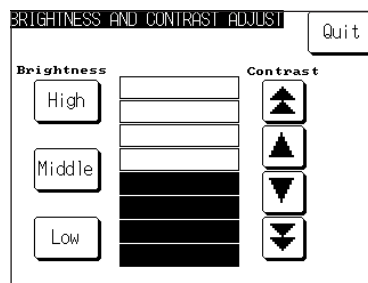 BRIGHTNESS AND CONTRAST ADJUST
Quit
Brightness
Contrast
High
Middle
Low